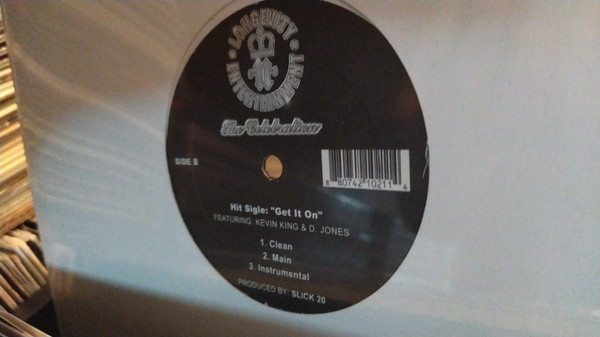 LONGEVITY
ENTERTAINMENT
The Celebration
SIDE B
8 60742 10211 4
Hit Sigle: "Get It On"
FEATURING: KEVIN KING & D. JONES
1. Clean
2. Main
3. Instrumental
PRODUCED BY: SLICK 20